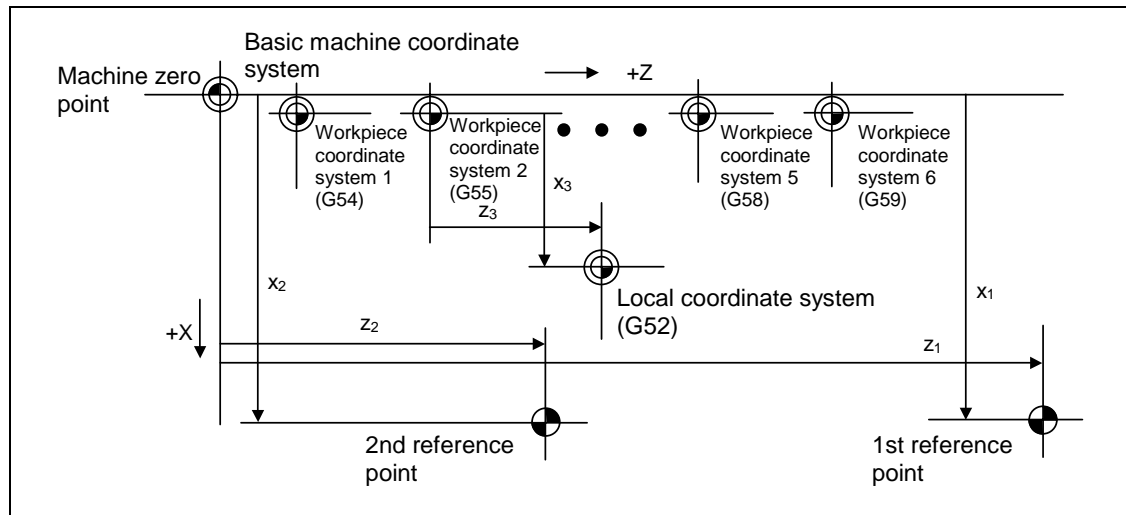 Basic machine coordinate
system
Machine zero
point
+Z
Workpiece
coordinate
system 1
(G54)
Workpiece
coordinate
system 2
(G55)
Workpiece
coordinate
system 5
(G58)
Workpiece
coordinate
system 6
(G59)
x3
z3
Local coordinate system
(G52)
x2
x1
+X
z2
z1
2nd reference
point
1st reference
point